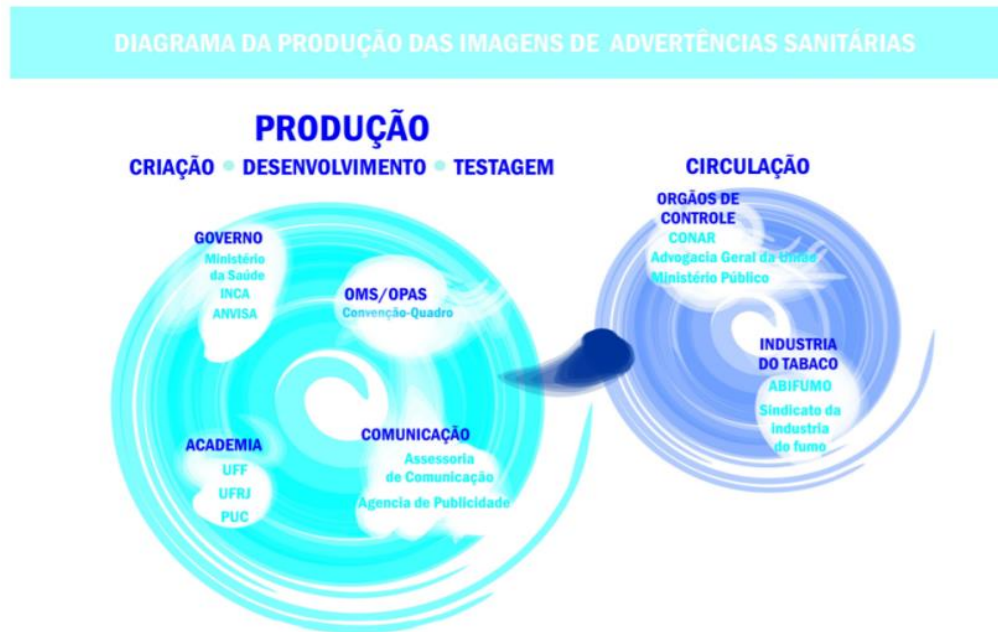 DIAGRAMA DA PRODUÇÃO DAS IMAGENS DE ADVERTÊNCIAS SANITÁRIAS
PRODUÇÃO
CRIAÇÃO • DESENVOLVIMENTO • TESTAGEM
GOVERNO
Ministério
da Saúde
INCA
ANVISA
OMS/OPAS
Convenção-Quadro
ACADEMIA
UFF
UFRJ
PUC
COMUNICAÇÃO
Assessoria
de Comunicação
Agencia de Publicidade
CIRCULAÇÃO
ORGÃOS DE
CONTROLE
CONAR
Advogacia Geral da União
Ministério Público
INDUSTRIA
DO TABACO
ABIFUMO
Sindicato da
industria
do fumo